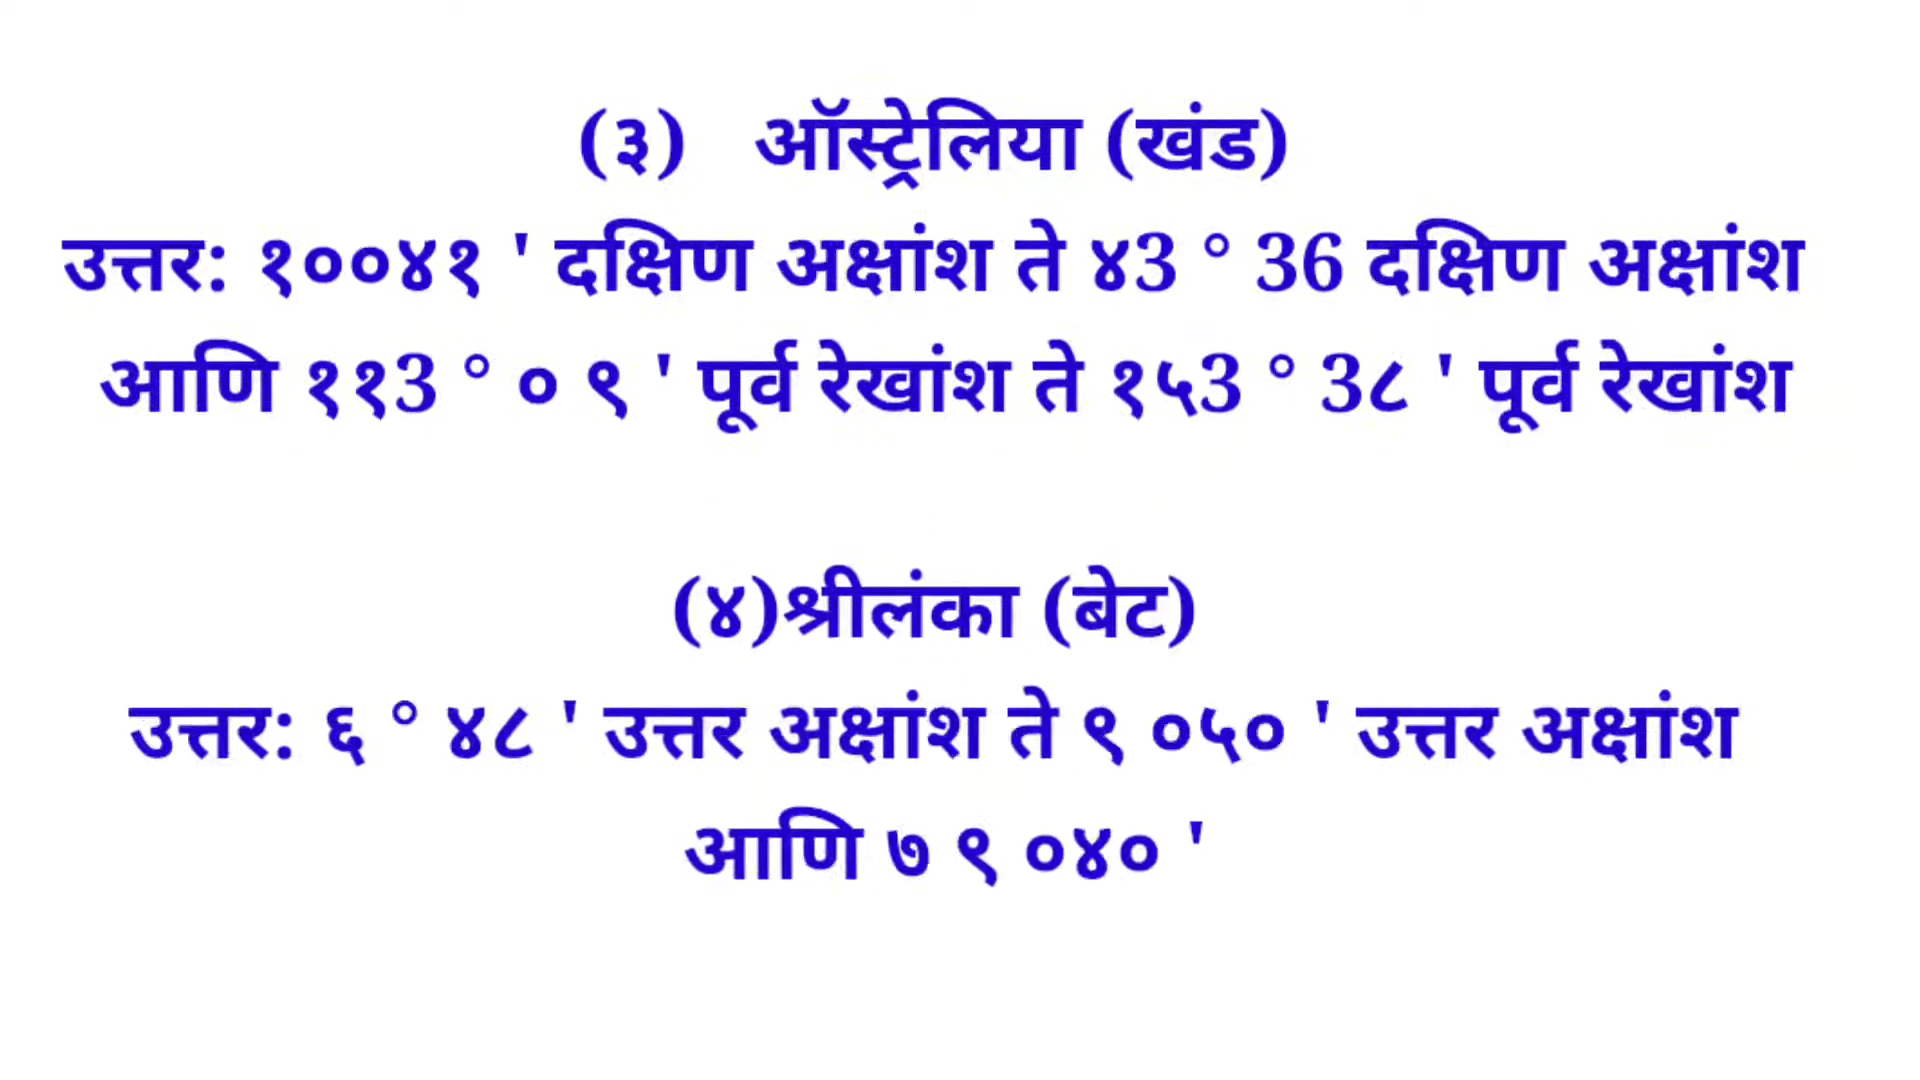 (३) ऑस्ट्रेलिया (खंड)
उत्तर: १००४१ ' दक्षिण अक्षांश ते ४3 ° 36 दक्षिण अक्षांश
आणि ११3 ° ० ९ ' पूर्व रेखांश ते १५3 ° 3८ ' पूर्व रेखांश
(४)श्रीलंका (बेट)
उत्तर: ६ ° ४८ ' उत्तर अक्षांश ते ९ ०५० ' उत्तर अक्षांश
आणि ७ ९ ०४० '